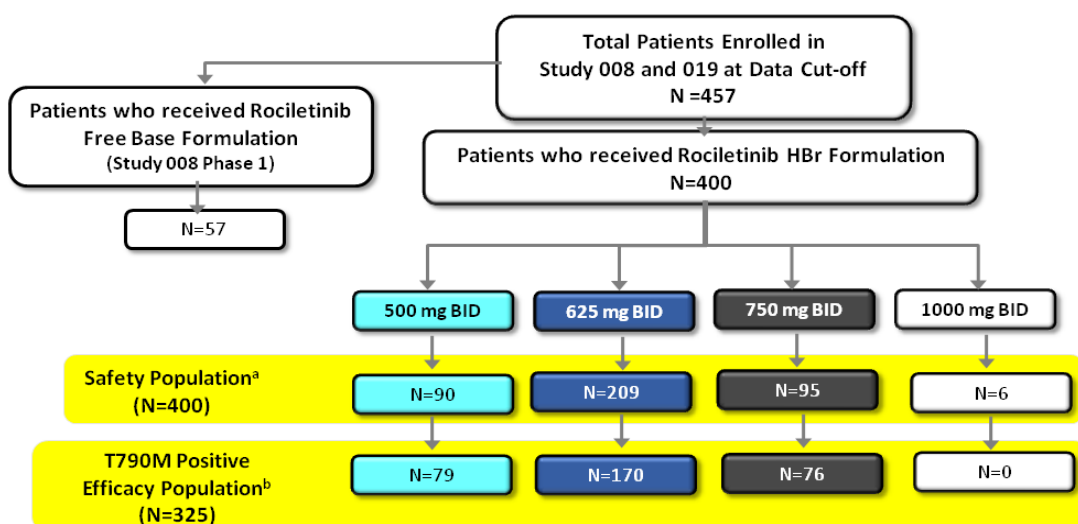 Total Patients Enrolled in
Study 008 and 019 at Data Cut-off
N =457
Patients who received Rociletinib
Free Base Formulation
(Study 008 Phase 1)
N=57
Patients who received Rociletinib HBr Formulation
N=400
500 mg BID
625 mg BID
750 mg BID
1000 mg BID
Safety Populationᵃ
(N=400)
N=90
N=209
N=95
N=6
T790M Positive
Efficacy Populationᵇ
(N=325)
N=79
N=170
N=76
N=0